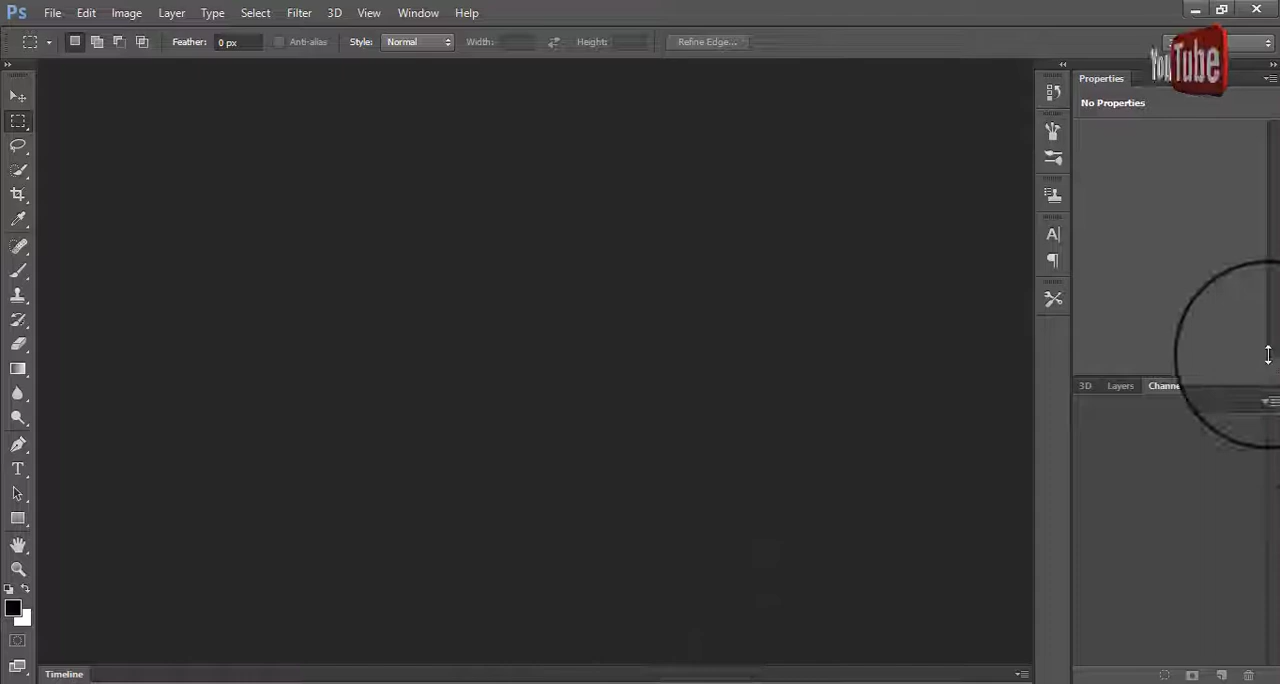 Ps File Edit Image Layer Type Select Filter 3D View Window Help
Feather: 0 px Anti-alias Style: Normal Width: Height: Refine Edge...
YouTube
Properties
No Properties
3D Layers
Timeline